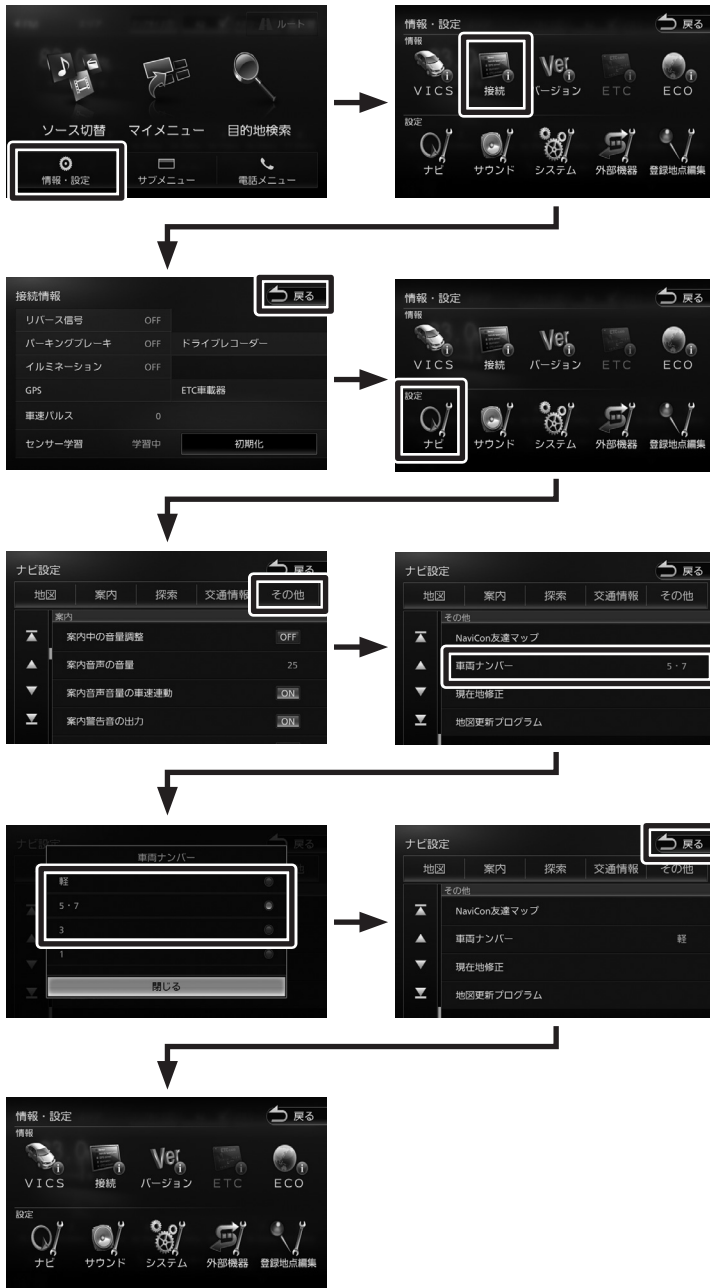 ルート
ソース切替 マイメニュー 目的地検索
情報・設定 サブメニュー 電話メニュー
情報・設定 戻る
情報
VICS 接続 バージョン ETC ECO
設定
ナビ サウンド システム 外部機器 登録地点編集
接続情報 戻る
リバース信号 OFF
パーキングブレーキ OFF ドライブレコーダー
イルミネーション OFF
GPS ETC車載器
車速パルス 0
センサー学習 学習中 初期化
情報・設定 戻る
情報
Ver
VICS 接続 バージョン ETC ECO
設定
ナビ サウンド システム 外部機器 登録地点編集
ナビ設定 戻る
地図 案内 探索 交通情報 その他
案内
案内中の音量調整 OFF
案内音声の音量 25
案内音声音量の車速連動 ON
案内警告音の出力 ON
ナビ設定 戻る
地図 案内 探索 交通情報 その他
その他
NaviCon友達マップ
車両ナンバー 5・7
現在地修正
地図更新プログラム
ナビ設定 戻る
車両ナンバー
軽
5・7
3
1
閉じる
ナビ設定 戻る
地図 案内 探索 交通情報 その他
その他
NaviCon友達マップ
車両ナンバー 軽
現在地修正
地図更新プログラム
情報・設定 戻る
情報
Ver
VICS 接続 バージョン ETC ECO
設定
ナビ サウンド システム 外部機器 登録地点編集